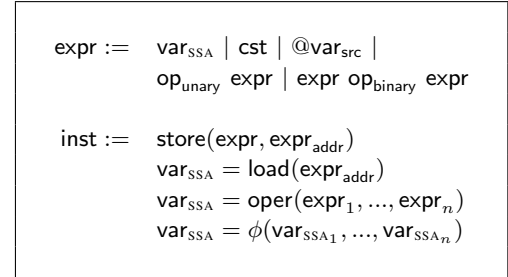 expr := var_SSA | cst | @var_src |
op_unary expr | expr op_binary expr
inst := store(expr, expr_addr)
var_SSA = load(expr_addr)
var_SSA = oper(expr_1, ..., expr_n)
var_SSA = ϕ(var_SSA_1, ..., var_SSA_n)